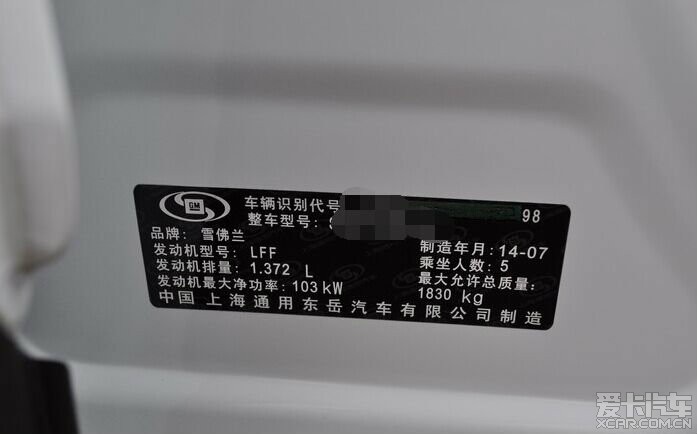 GM
车辆识别代号
98
整车型号:
品牌: 雪佛兰
制造年月: 14-07
发动机型号: LFF
乘坐人数: 5
发动机排量: 1.372 L
最大允许总质量:
发动机最大净功率: 103 kW
1830 kg
中国 上海通用东岳汽车有限公司制造
爱卡汽车
XCAR.COM.CN